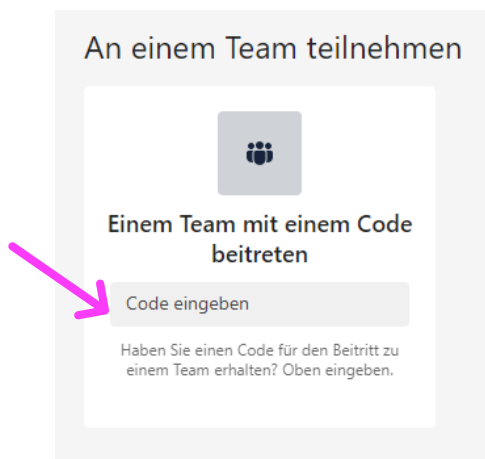 An einem Team teilnehmen
Einem Team mit einem Code
beitreten
Code eingeben
Haben Sie einen Code für den Beitritt zu
einem Team erhalten? Oben eingeben.